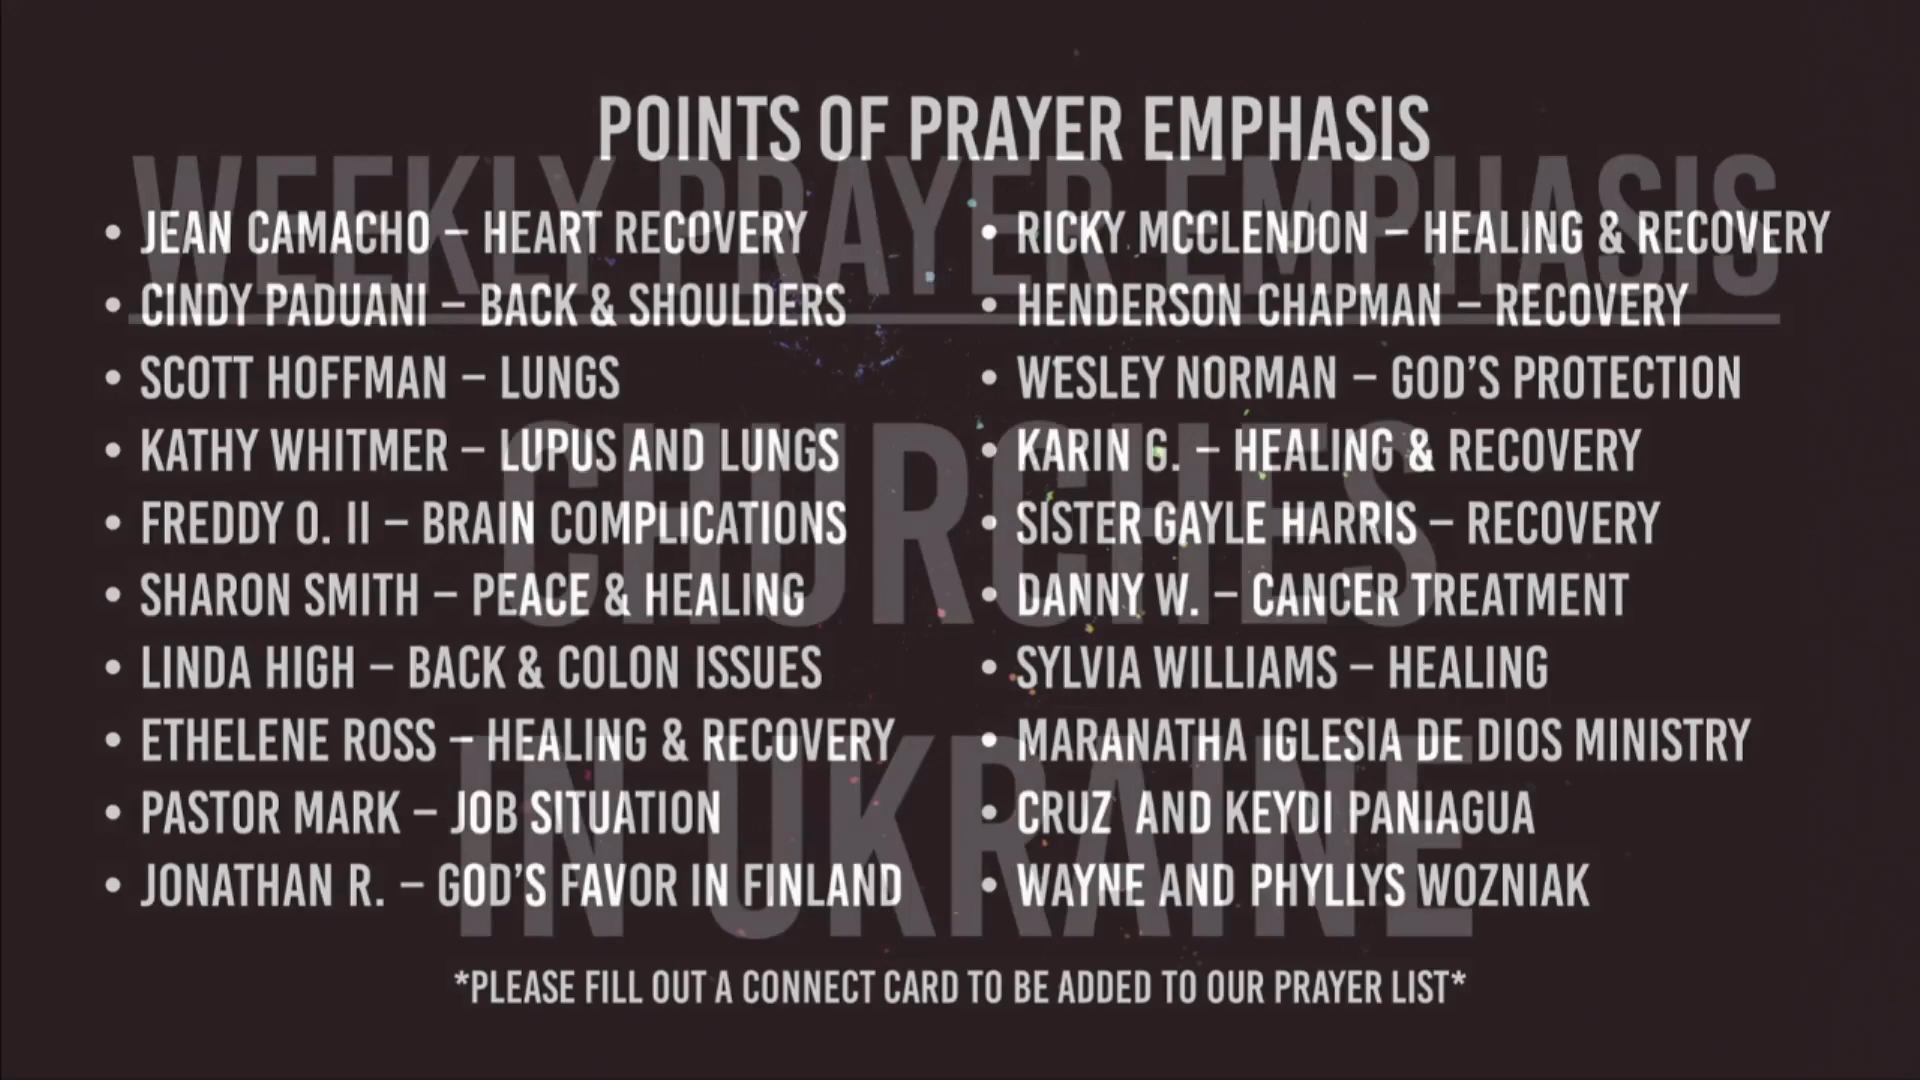 POINTS OF PRAYER EMPHASIS
WEEKLY PRAYER EMPHASIS
• JEAN CAMACHO – HEART RECOVERY
• CINDY PADUANI – BACK & SHOULDERS
• SCOTT HOFFMAN – LUNGS
• KATHY WHITMER – LUPUS AND LUNGS
• FREDDY O. II – BRAIN COMPLICATIONS
• SHARON SMITH – PEACE & HEALING
• LINDA HIGH – BACK & COLON ISSUES
• ETHELENE ROSS – HEALING & RECOVERY
• PASTOR MARK – JOB SITUATION
• JONATHAN R. – GOD'S FAVOR IN FINLAND
• RICKY MCCLENDON – HEALING & RECOVERY
• HENDERSON CHAPMAN – RECOVERY
• WESLEY NORMAN – GOD'S PROTECTION
• KARIN G. – HEALING & RECOVERY
• SISTER GAYLE HARRIS – RECOVERY
• DANNY W. – CANCER TREATMENT
• SYLVIA WILLIAMS – HEALING
• MARANATHA IGLESIA DE DIOS MINISTRY
• CRUZ AND KEYDI PANIAGUA
• WAYNE AND PHYLLYS WOZNIAK
CHURCHES
IN UKRAINE
*PLEASE FILL OUT A CONNECT CARD TO BE ADDED TO OUR PRAYER LIST*